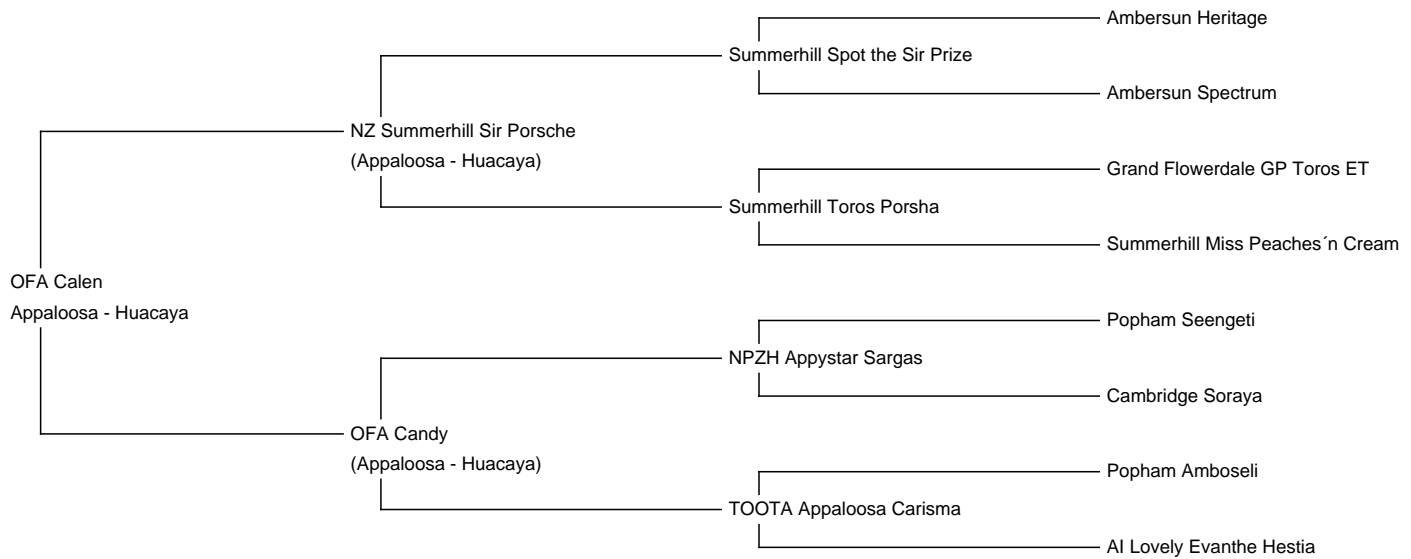 Ambersun Heritage
Summerhill Spot the Sir Prize
Ambersun Spectrum
NZ Summerhill Sir Porsche
(Appaloosa - Huacaya)
Grand Flowerdale GP Toros ET
Summerhill Toros Porsha
Summerhill Miss Peaches´n Cream
OFA Calen
Appaloosa - Huacaya
Popham Seengeti
NPZH Appystar Sargas
Cambridge Soraya
OFA Candy
(Appaloosa - Huacaya)
Popham Amboseli
TOOTA Appaloosa Carisma
AI Lovely Evanthe Hestia